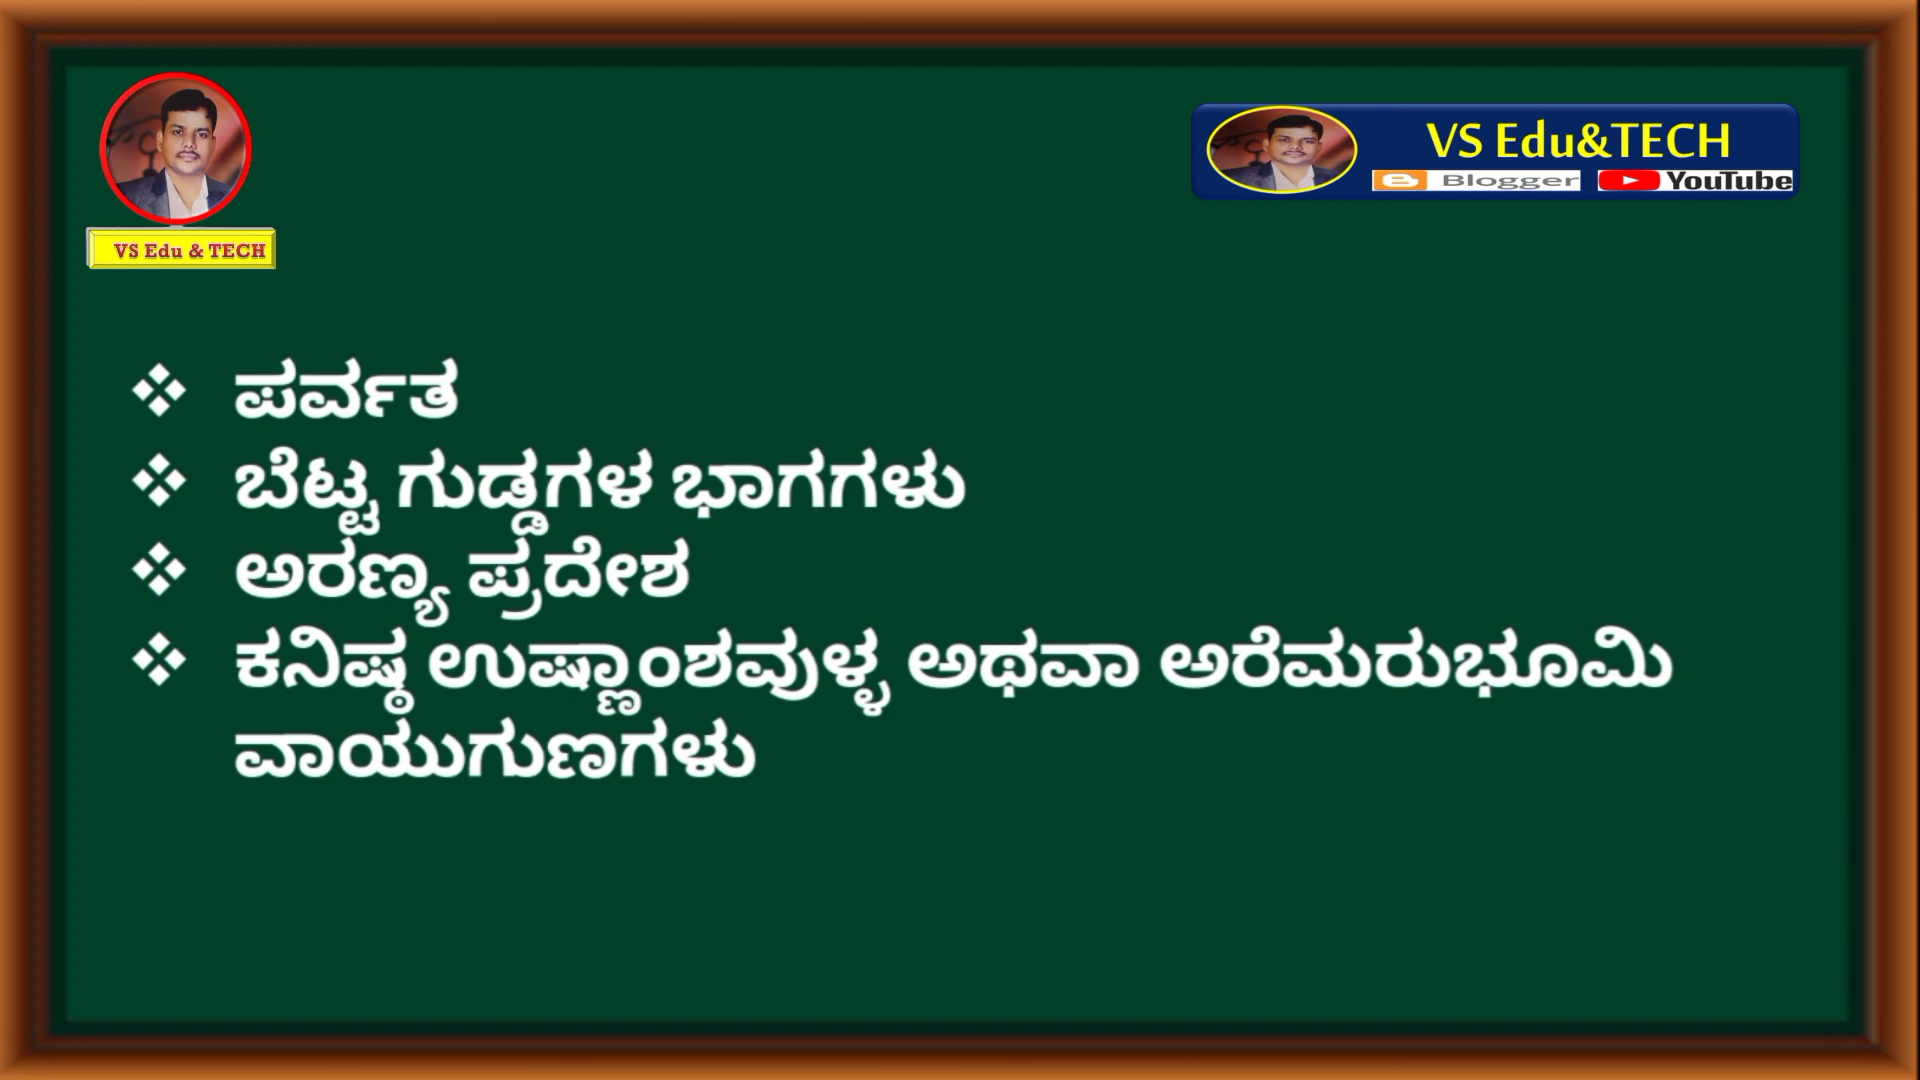 VS Edu&TECH
Blogger YouTube
VS Edu & TECH
❖ ಪರ್ವತ
❖ ಬೆಟ್ಟ ಗುಡ್ಡಗಳ ಭಾಗಗಳು
❖ ಅರಣ್ಯ ಪ್ರದೇಶ
❖ ಕನಿಷ್ಠ ಉಷ್ಣಾಂಶವುಳ್ಳ ಅಥವಾ ಅರೆಮರುಭೂಮಿ
ವಾಯುಗುಣಗಳು